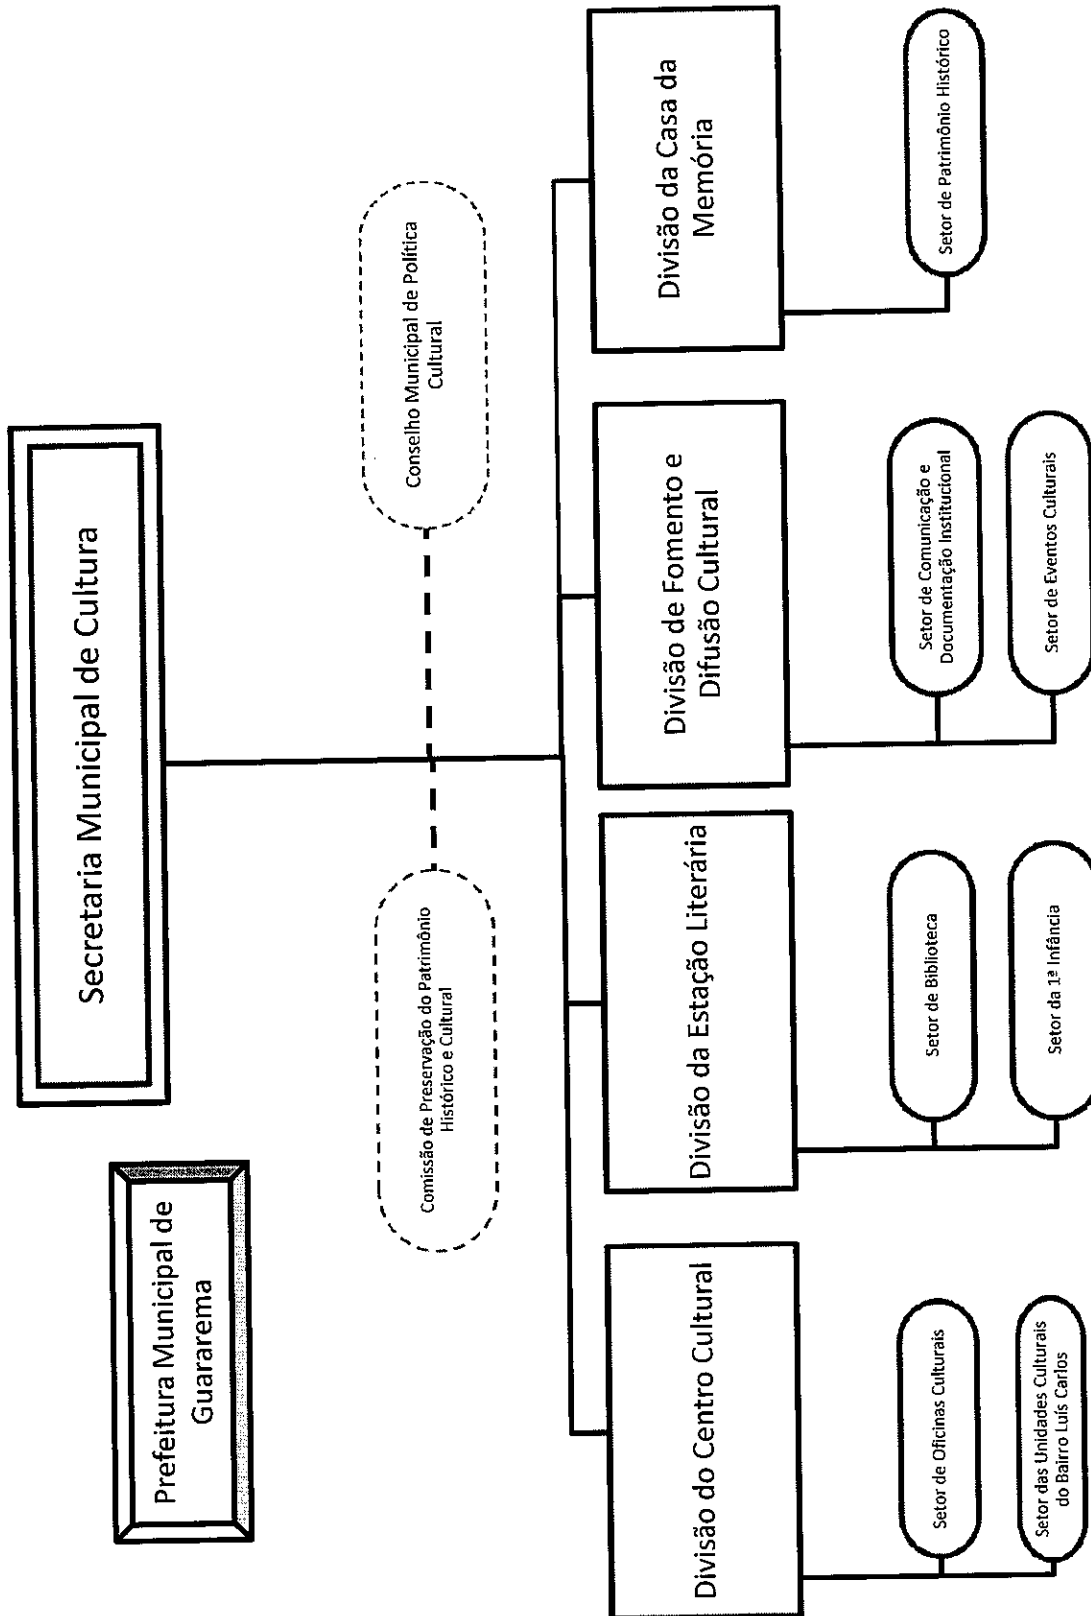 Prefeitura Municipal de
Guararema
Secretaria Municipal de Cultura
Comissão de Preservação do Patrimônio
Histórico e Cultural
Conselho Municipal de Política
Cultural
Divisão do Centro Cultural
Divisão da Estação Literária
Divisão de Fomento e
Difusão Cultural
Divisão da Casa da
Memória
Setor de Oficinas Culturais
Setor das Unidades Culturais
do Bairro Luís Carlos
Setor de Biblioteca
Setor da 1ª Infância
Setor de Comunicação e
Documentação Institucional
Setor de Eventos Culturais
Setor de Patrimônio Histórico